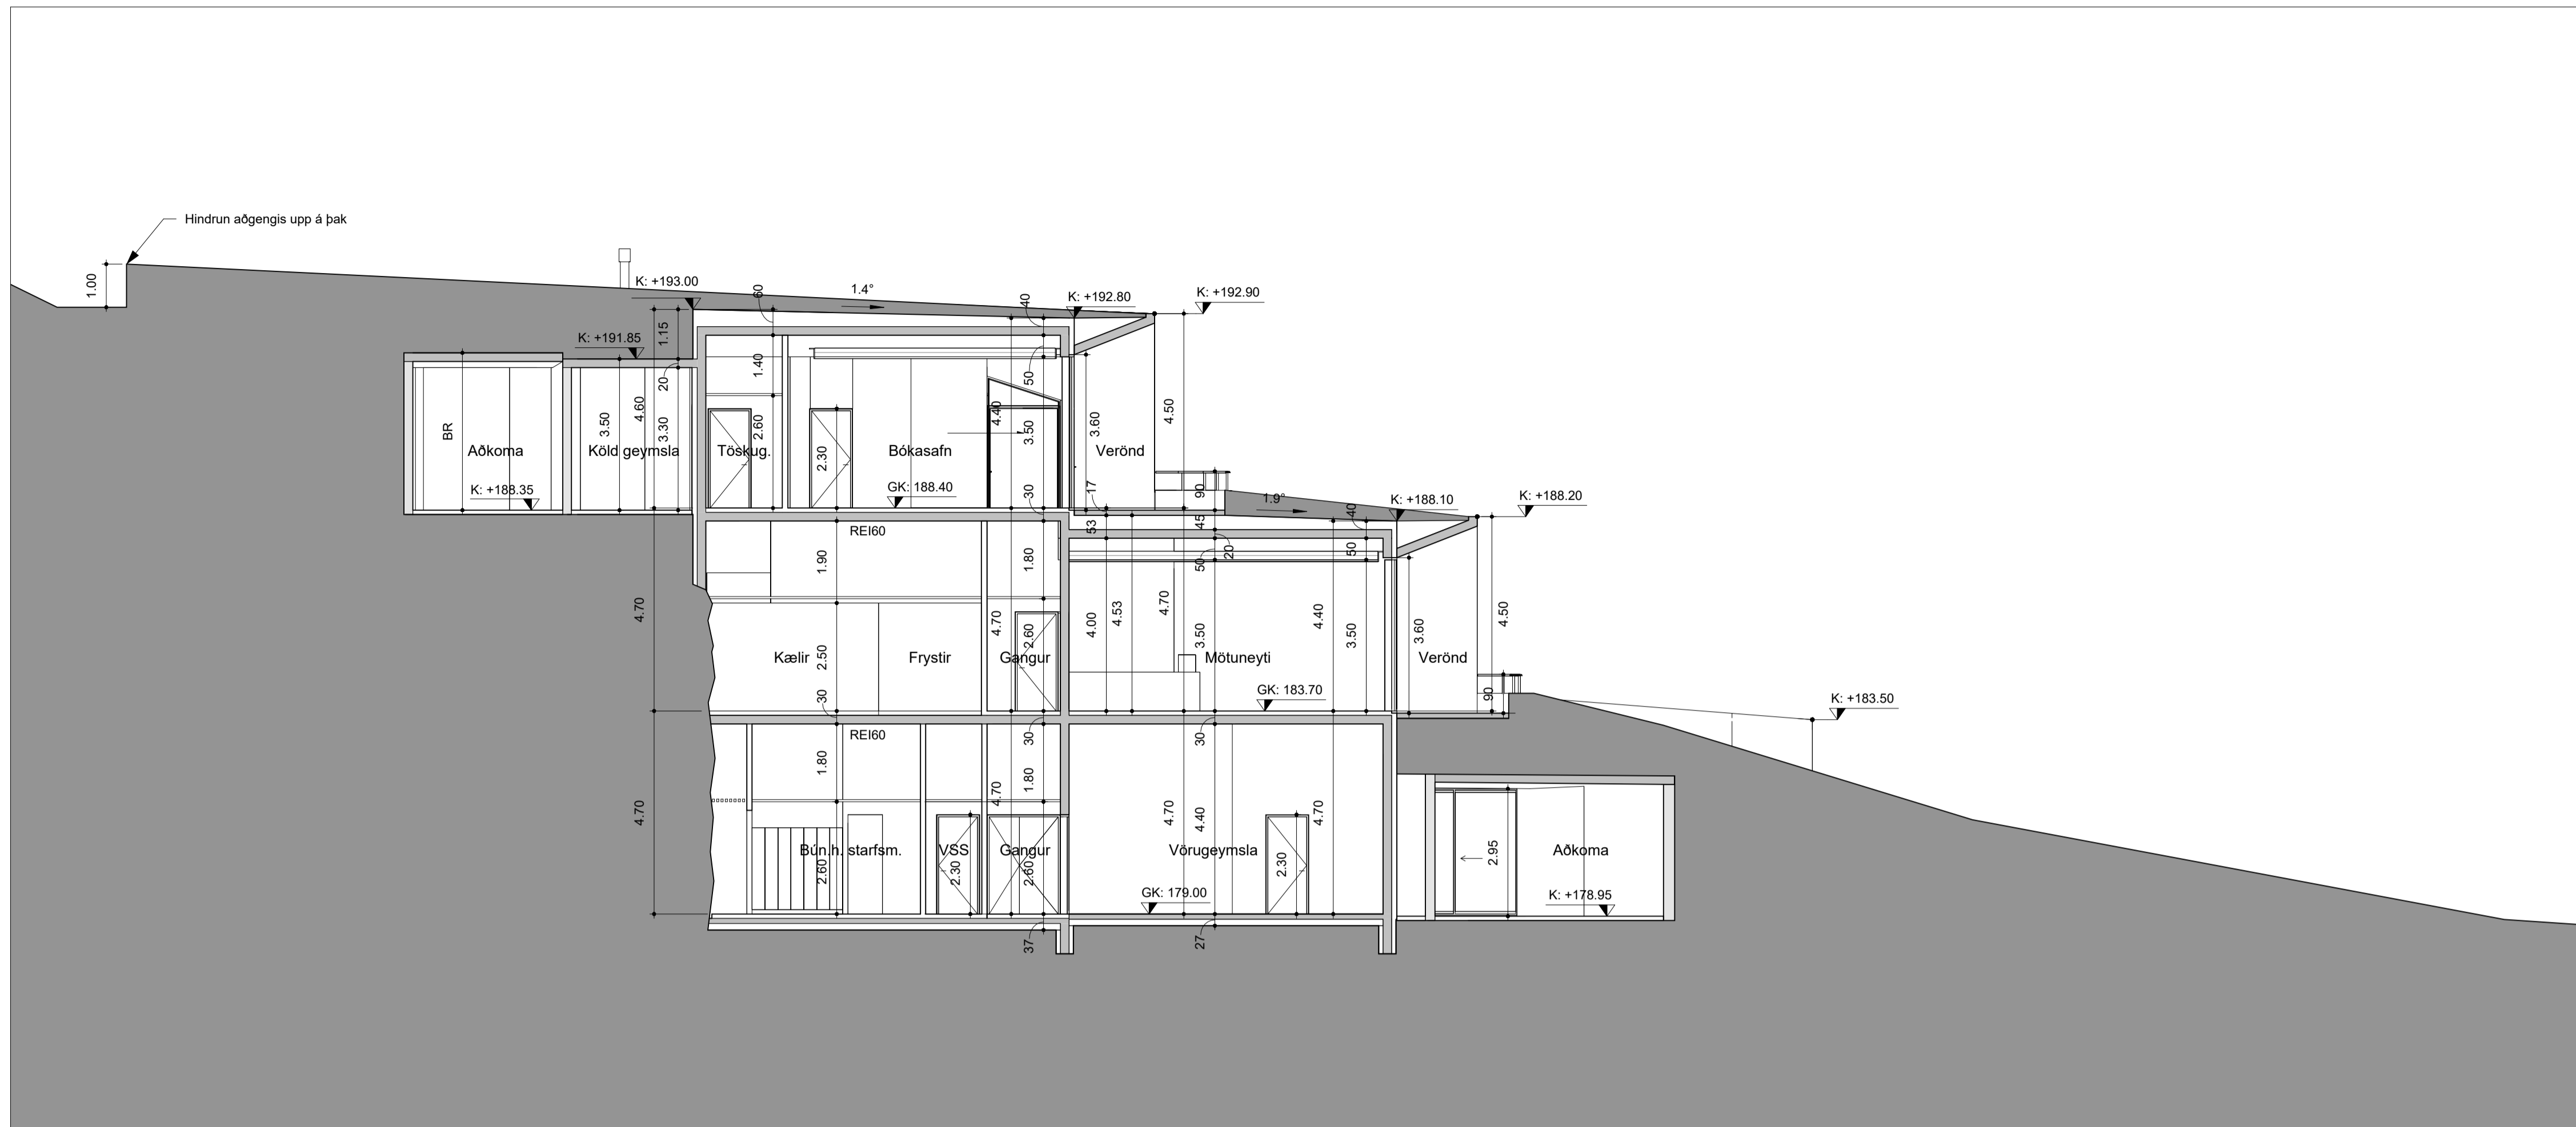 Hindrun aðgengis upp á þak
1.00
K: +193.00
60
1.4°
40
K: +192.80
K: +192.90
K: +191.85
1.15
20
1.40
50
BR
3.50
4.60
3.30
2.60
2.30
4.40
3.50
3.60
4.50
Aðkoma
Köld geymsla
Töskug.
Bókasafn
Verönd
K: +188.35
GK: 188.40
30
17
90
1.9°
K: +188.10
K: +188.20
REI60
53
45
20
40
50
50
1.90
1.80
4.70
4.70
2.60
4.00
4.53
4.70
3.50
4.40
3.50
3.60
4.50
Kælir
2.50
Frystir
Gangur
Mötuneyti
Verönd
30
GK: 183.70
90
K: +183.50
REI60
30
30
1.80
1.80
4.70
4.70
4.70
4.40
4.70
Bún.h. starfsm.
VSS
Gangur
Vörugeymsla
2.95
Aðkoma
2.60
2.30
2.60
2.30
GK: 179.00
K: +178.95
37
27